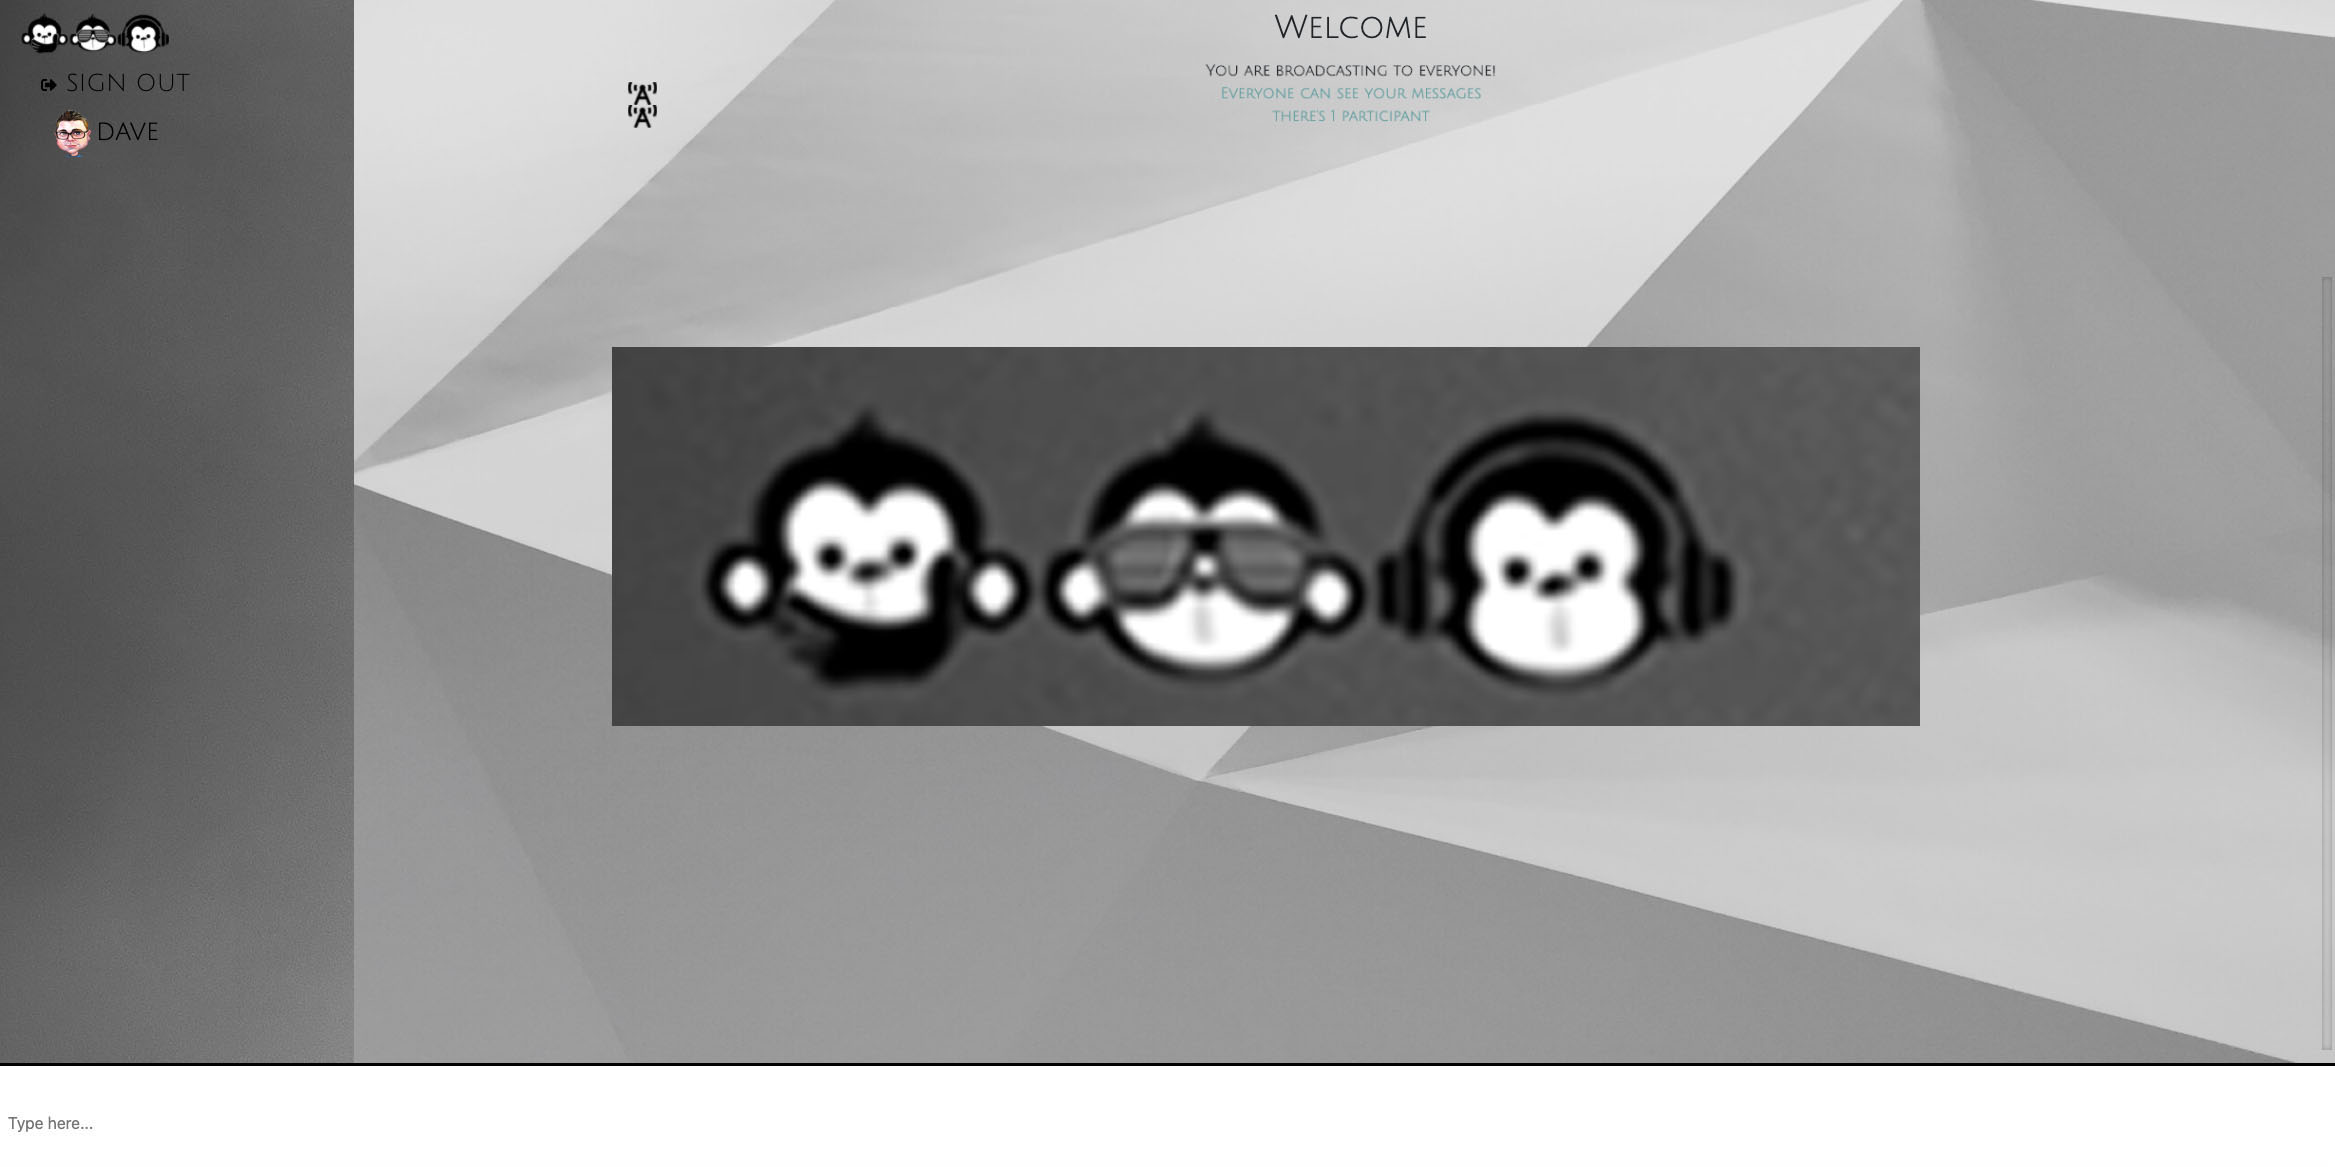 SIGN OUT
DAVE
Welcome
You are broadcasting to everyone!
Everyone can see your messages
there's 1 participant
Type here...